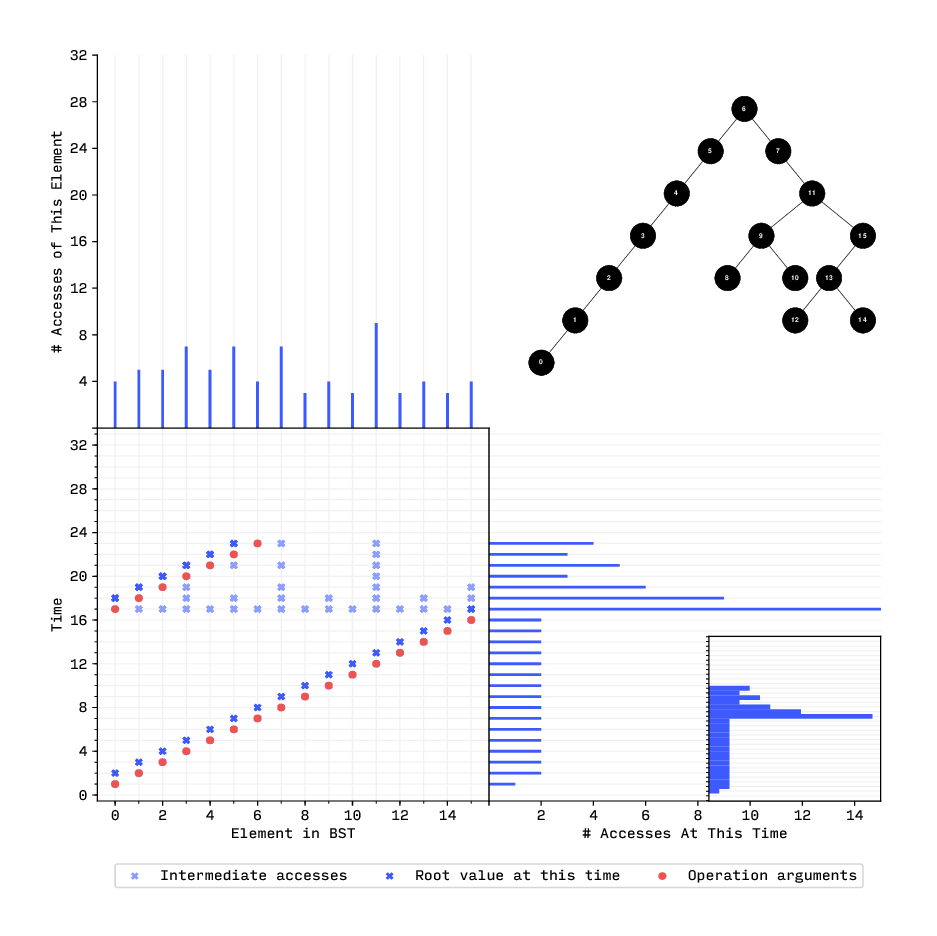 32
28
24
20
16
12
8
4
# Accesses of This Element
6
5 7
4 11
3 9 15
2 8 10 13
1 12 14
0
32
28
24
20
16
12
8
4
0
Time
0 2 4 6 8 10 12 14
Element in BST
2 4 6 8 10 12 14
# Accesses At This Time
Intermediate accesses Root value at this time Operation arguments